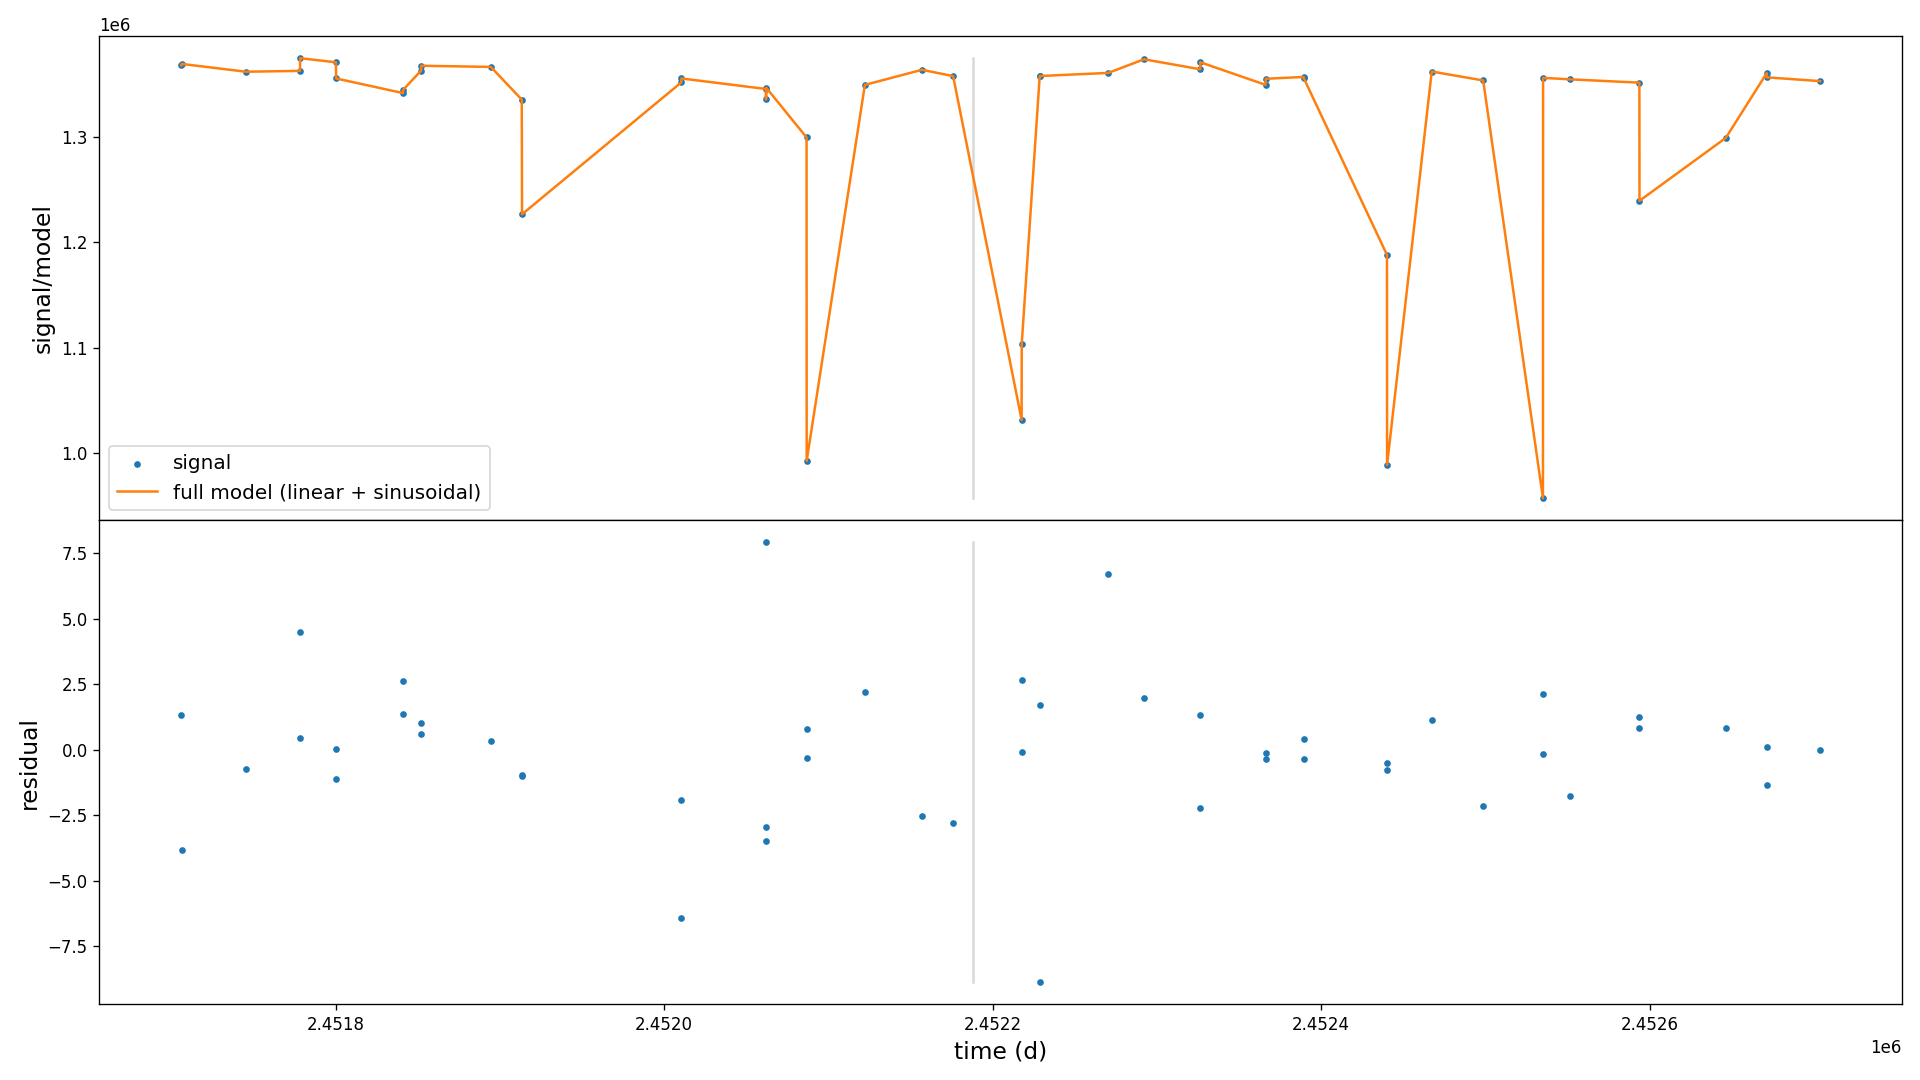 1e6
1.3
1.2
1.1
1.0
signal/model
signal
full model (linear + sinusoidal)
7.5
5.0
2.5
0.0
−2.5
−5.0
−7.5
residual
2.4518
2.4520
2.4522
2.4524
2.4526
1e6
time (d)